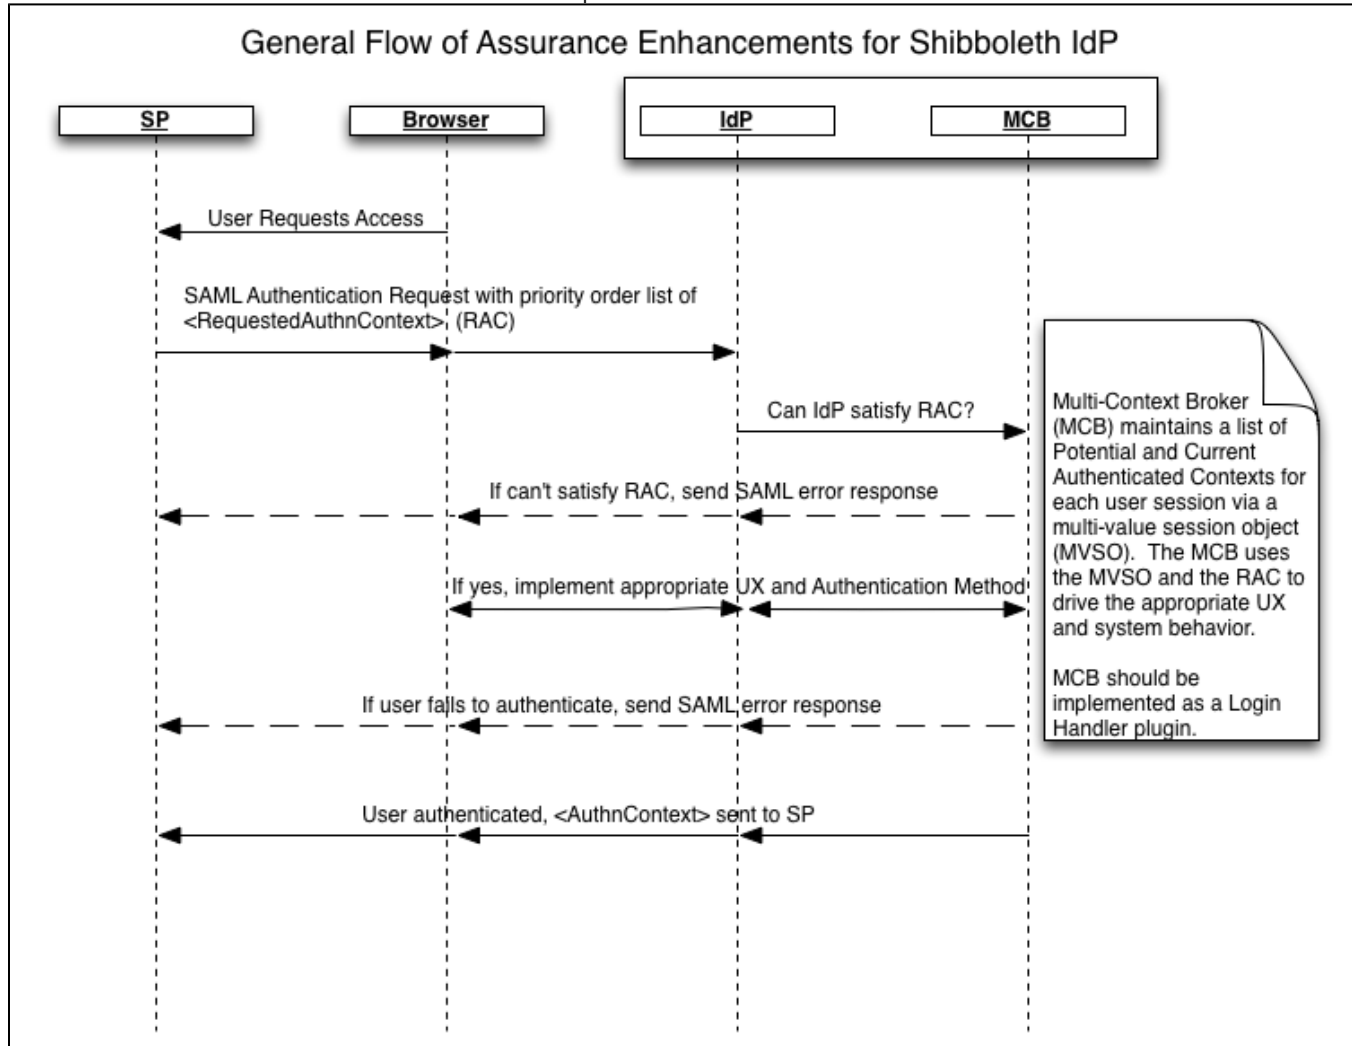 General Flow of Assurance Enhancements for Shibboleth IdP
SP
Browser
IdP
MCB
User Requests Access
SAML Authentication Request with priority order list of
<RequestedAuthnContext> (RAC)
Can IdP satisfy RAC?
If can't satisfy RAC, send SAML error response
If yes, implement appropriate UX and Authentication Method
If user fails to authenticate, send SAML error response
User authenticated, <AuthnContext> sent to SP
Multi-Context Broker
(MCB) maintains a list of
Potential and Current
Authenticated Contexts for
each user session via a
multi-value session object
(MVSO). The MCB uses
the MVSO and the RAC to
drive the appropriate UX
and system behavior.
MCB should be
implemented as a Login
Handler plugin.